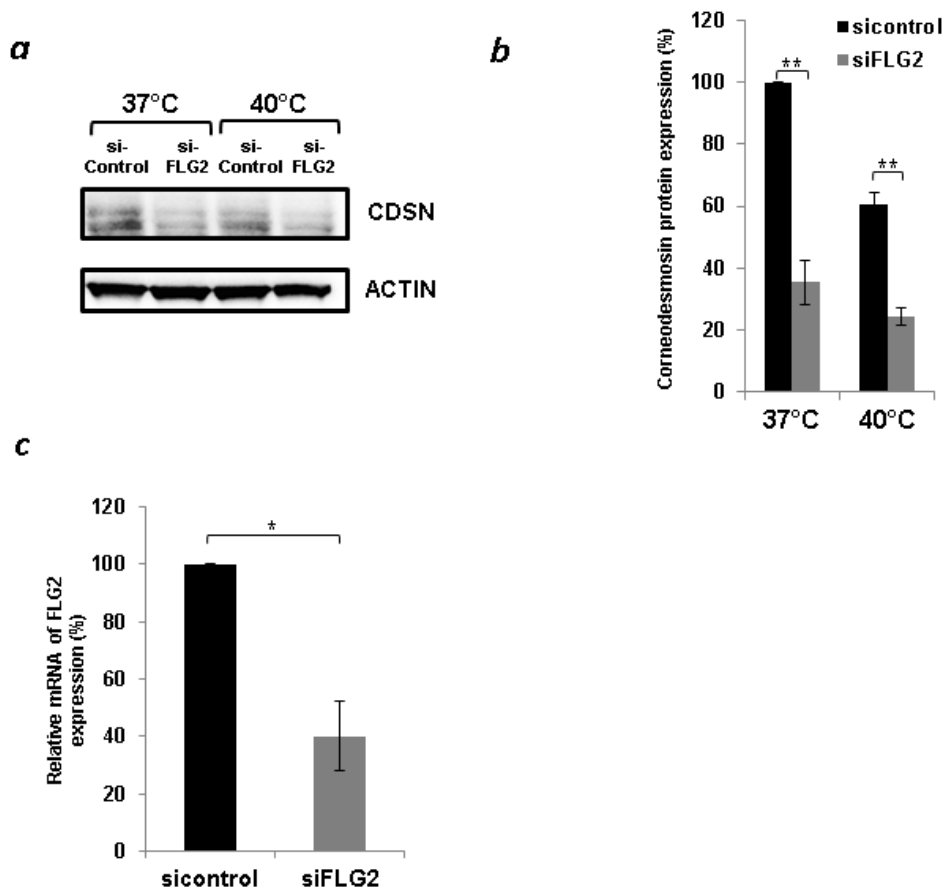 a
37°C 40°C
si-Control si-FLG2 si-Control si-FLG2
CDSN
ACTIN
b
Corneodesmosin protein expression (%)
120
100
80
60
40
20
0
sicontrol
siFLG2
**
**
37°C 40°C
c
Relative mRNA of FLG2
expression (%)
120
100
80
60
40
20
0
*
sicontrol siFLG2